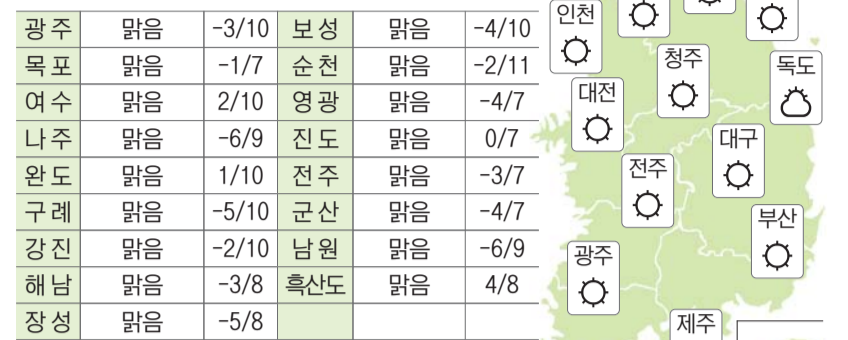 광주 맑음 -3/10 보성 맑음 -4/10
목포 맑음 -1/7 순천 맑음 -2/11
여수 맑음 2/10 영광 맑음 -4/7
나주 맑음 -6/9 진도 맑음 0/7
완도 맑음 1/10 전주 맑음 -3/7
구례 맑음 -5/10 군산 맑음 -4/7
강진 맑음 -2/10 남원 맑음 -6/9
해남 맑음 -3/8 흑산도 맑음 4/8
장성 맑음 -5/8
인천
청주
독도
대전
대구
전주
부산
광주
제주